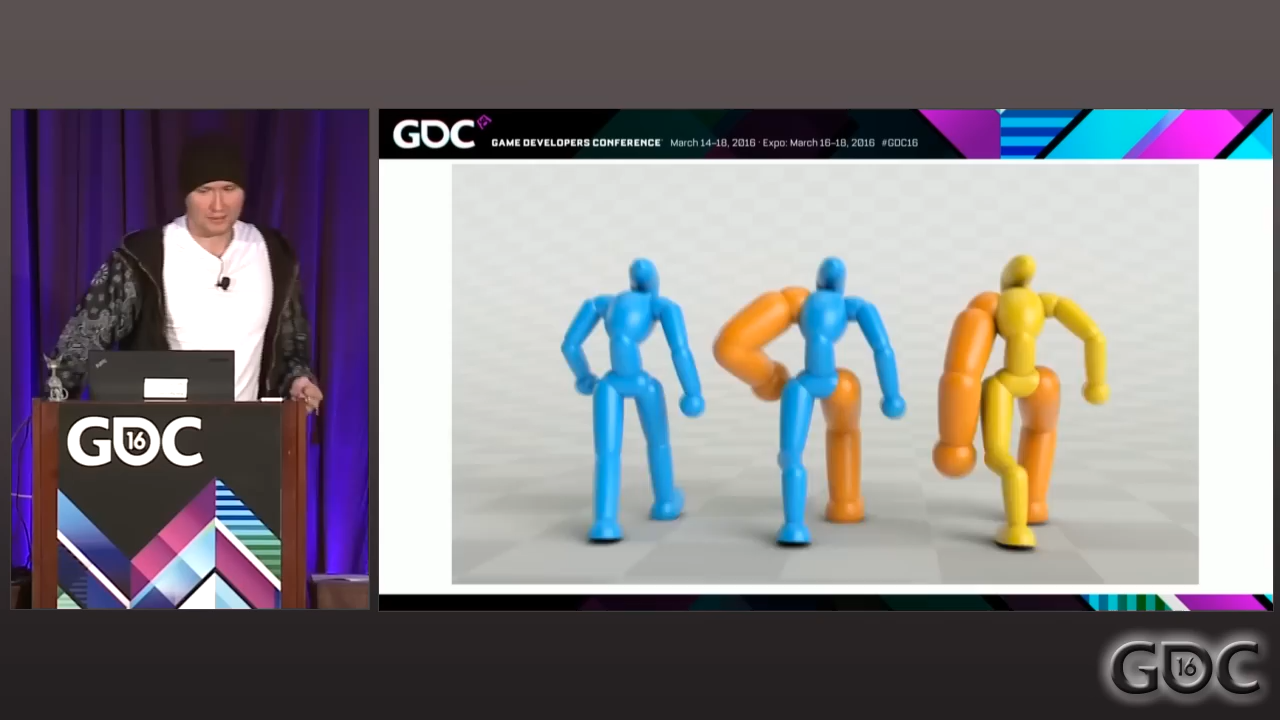 GDC
GAME DEVELOPERS CONFERENCE March 14-18, 2016 · Expo: March 16-18, 2016 #GDC16
GDC
16
GDC
16